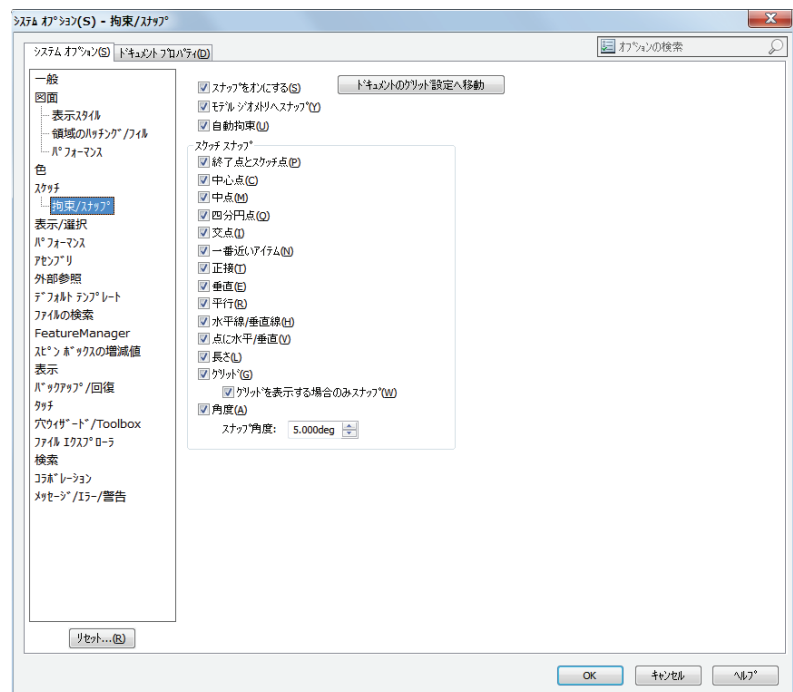 ｼｽﾃﾑ ｵﾌﾟｼｮﾝ(S) - 拘束/ｽﾅｯﾌﾟ
ｼｽﾃﾑ ｵﾌﾟｼｮﾝ(S)
ﾄﾞｷｭﾒﾝﾄ ﾌﾟﾛﾊﾟﾃｨ(D)
ｵﾌﾟｼｮﾝの検索
一般
図面
表示ｽﾀｲﾙ
領域のﾊｯﾁﾝｸﾞ/ﾌｨﾙ
ﾊﾟﾌｫｰﾏﾝｽ
色
ｽｹｯﾁ
拘束/ｽﾅｯﾌﾟ
表示/選択
ﾊﾟﾌｫｰﾏﾝｽ
ｱｾﾝﾌﾞﾘ
外部参照
ﾃﾞﾌｫﾙﾄ ﾃﾝﾌﾟﾚｰﾄ
ﾌｧｲﾙの検索
FeatureManager
ｽﾋﾟﾝ ﾎﾞｯｸｽの増減値
表示
ﾊﾞｯｸｱｯﾌﾟ/回復
ﾀｯﾁ
穴ｳｨｻﾞｰﾄﾞ/Toolbox
ﾌｧｲﾙ ｴｸｽﾌﾟﾛｰﾗ
検索
ｺﾗﾎﾞﾚｰｼｮﾝ
ﾒｯｾｰｼﾞ/ｴﾗｰ/警告
ﾘｾｯﾄ...(R)
ｽﾅｯﾌﾟをｵﾝにする(S)
ﾄﾞｷｭﾒﾝﾄのｸﾞﾘｯﾄﾞ設定へ移動
ﾓﾃﾞﾙ ｼﾞｵﾒﾄﾘへｽﾅｯﾌﾟ(Y)
自動拘束(U)
ｽｹｯﾁ ｽﾅｯﾌﾟ
終了点とｽｹｯﾁ点(P)
中心点(C)
中点(M)
四分円点(Q)
交点(I)
一番近いｱｲﾃﾑ(N)
正接(T)
垂直(E)
平行(R)
水平線/垂直線(H)
点に水平/垂直(V)
長さ(L)
ｸﾞﾘｯﾄﾞ(G)
ｸﾞﾘｯﾄﾞを表示する場合のみｽﾅｯﾌﾟ(W)
角度(A)
ｽﾅｯﾌﾟ角度: 5.000deg
OK
ｷｬﾝｾﾙ
ﾍﾙﾌﾟ